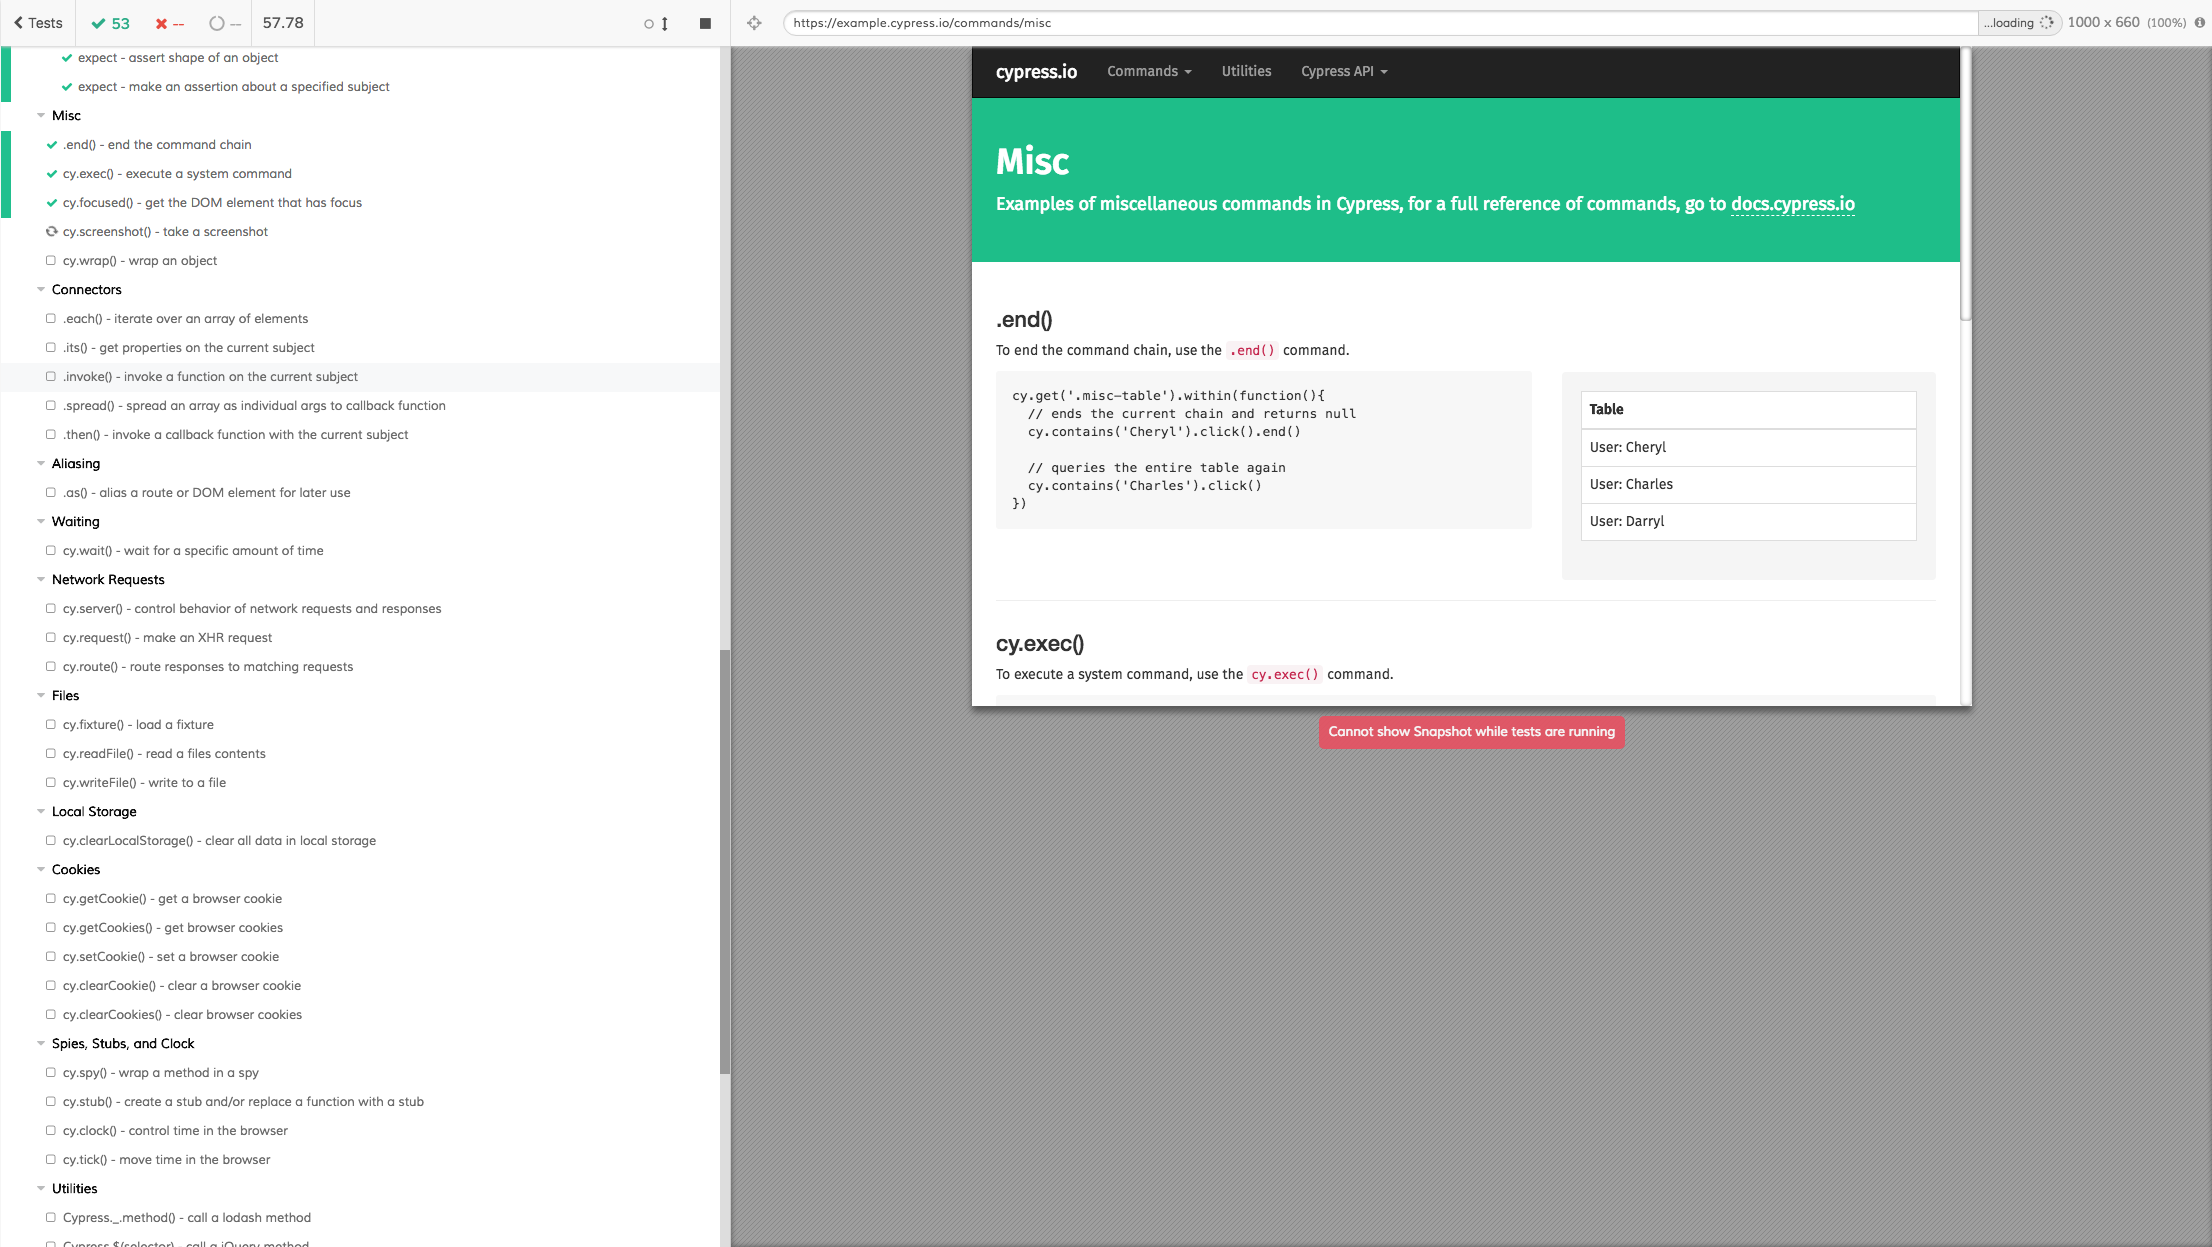 Tests
53
--
--
57.78
https://example.cypress.io/commands/misc
...loading
1000 x 660 (100%)
expect - assert shape of an object
expect - make an assertion about a specified subject
Misc
.end() - end the command chain
cy.exec() - execute a system command
cy.focused() - get the DOM element that has focus
cy.screenshot() - take a screenshot
cy.wrap() - wrap an object
Connectors
.each() - iterate over an array of elements
.its() - get properties on the current subject
.invoke() - invoke a function on the current subject
.spread() - spread an array as individual args to callback function
.then() - invoke a callback function with the current subject
Aliasing
.as() - alias a route or DOM element for later use
Waiting
cy.wait() - wait for a specific amount of time
Network Requests
cy.server() - control behavior of network requests and responses
cy.request() - make an XHR request
cy.route() - route responses to matching requests
Files
cy.fixture() - load a fixture
cy.readFile() - read a files contents
cy.writeFile() - write to a file
Local Storage
cy.clearLocalStorage() - clear all data in local storage
Cookies
cy.getCookie() - get a browser cookie
cy.getCookies() - get browser cookies
cy.setCookie() - set a browser cookie
cy.clearCookie() - clear a browser cookie
cy.clearCookies() - clear browser cookies
Spies, Stubs, and Clock
cy.spy() - wrap a method in a spy
cy.stub() - create a stub and/or replace a function with a stub
cy.clock() - control time in the browser
cy.tick() - move time in the browser
Utilities
Cypress._.method() - call a lodash method
Cypress.$(selector) - call a jQuery method
cypress.io
Commands
Utilities
Cypress API
Misc
Examples of miscellaneous commands in Cypress, for a full reference of commands, go to docs.cypress.io
.end()
To end the command chain, use the .end() command.
cy.get('.misc-table').within(function(){
// ends the current chain and returns null
cy.contains('Cheryl').click().end()
// queries the entire table again
cy.contains('Charles').click()
})
Table
User: Cheryl
User: Charles
User: Darryl
cy.exec()
To execute a system command, use the cy.exec() command.
Cannot show Snapshot while tests are running